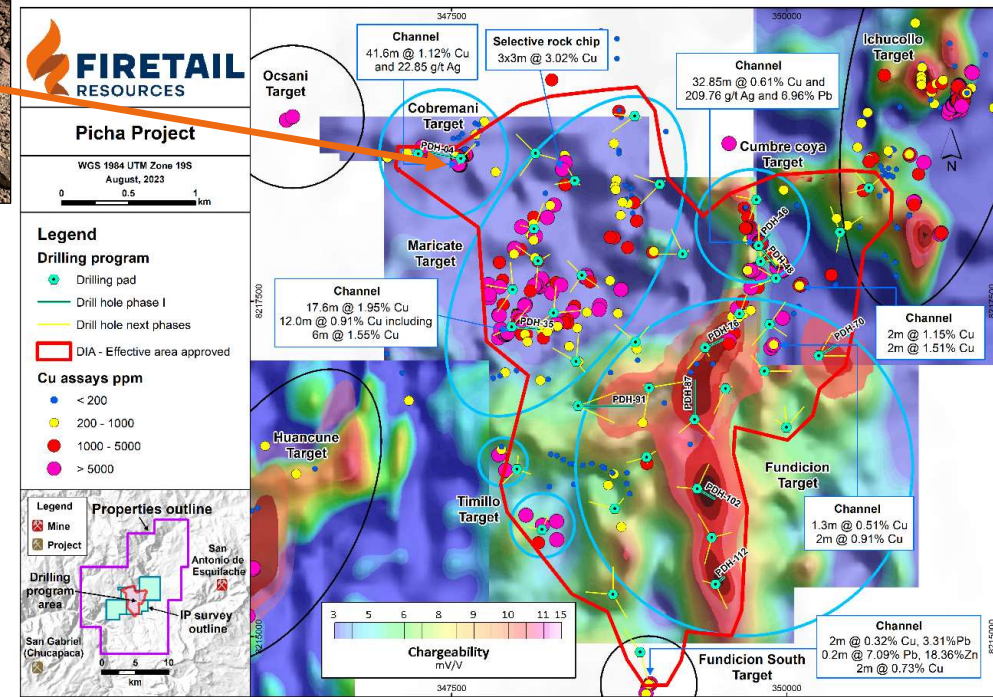 FIRETAIL
RESOURCES
Picha Project
WGS 1984 UTM Zone 19S
August, 2023
0 0.5 1
km
Legend
Drilling program
Drilling pad
Drill hole phase I
Drill hole next phases
DIA - Effective area approved
Cu assays ppm
< 200
200 - 1000
1000 - 5000
> 5000
Legend
Mine
Project
Properties outline
San
Antonio de
Esquilache
Drilling
program
area
IP survey
outline
San Gabriel
(Chucapaca)
0 5 10
km
347500
350000
Channel
41.6m @ 1.12% Cu
and 22.85 g/t Ag
Selective rock chip
3x3m @ 3.02% Cu
Channel
32.85m @ 0.61% Cu and
209.76 g/t Ag and 6.96% Pb
Ichucollo
Target
Ocsani
Target
Cobremani
Target
PDH-04
Cumbre coya
Target
N
Maricate
Target
PDH-46
PDH-48
8217500
8217500
Channel
17.6m @ 1.95% Cu
12.0m @ 0.91% Cu including
6m @ 1.55% Cu
PDH-35
PDH-76
PDH-70
Channel
2m @ 1.15% Cu
2m @ 1.51% Cu
PDH-91
PDH-87
Huancune
Target
Fundicion
Target
Timillo
Target
PDH-102
Channel
1.3m @ 0.51% Cu
2m @ 0.91% Cu
PDH-112
3 5 6 8 9 10 11 15
Chargeability
mV/V
8215000
8215000
Channel
2m @ 0.32% Cu, 3.31%Pb
0.2m @ 7.09% Pb, 18.36%Zn
2m @ 0.73% Cu
Fundicion South
Target
347500
350000